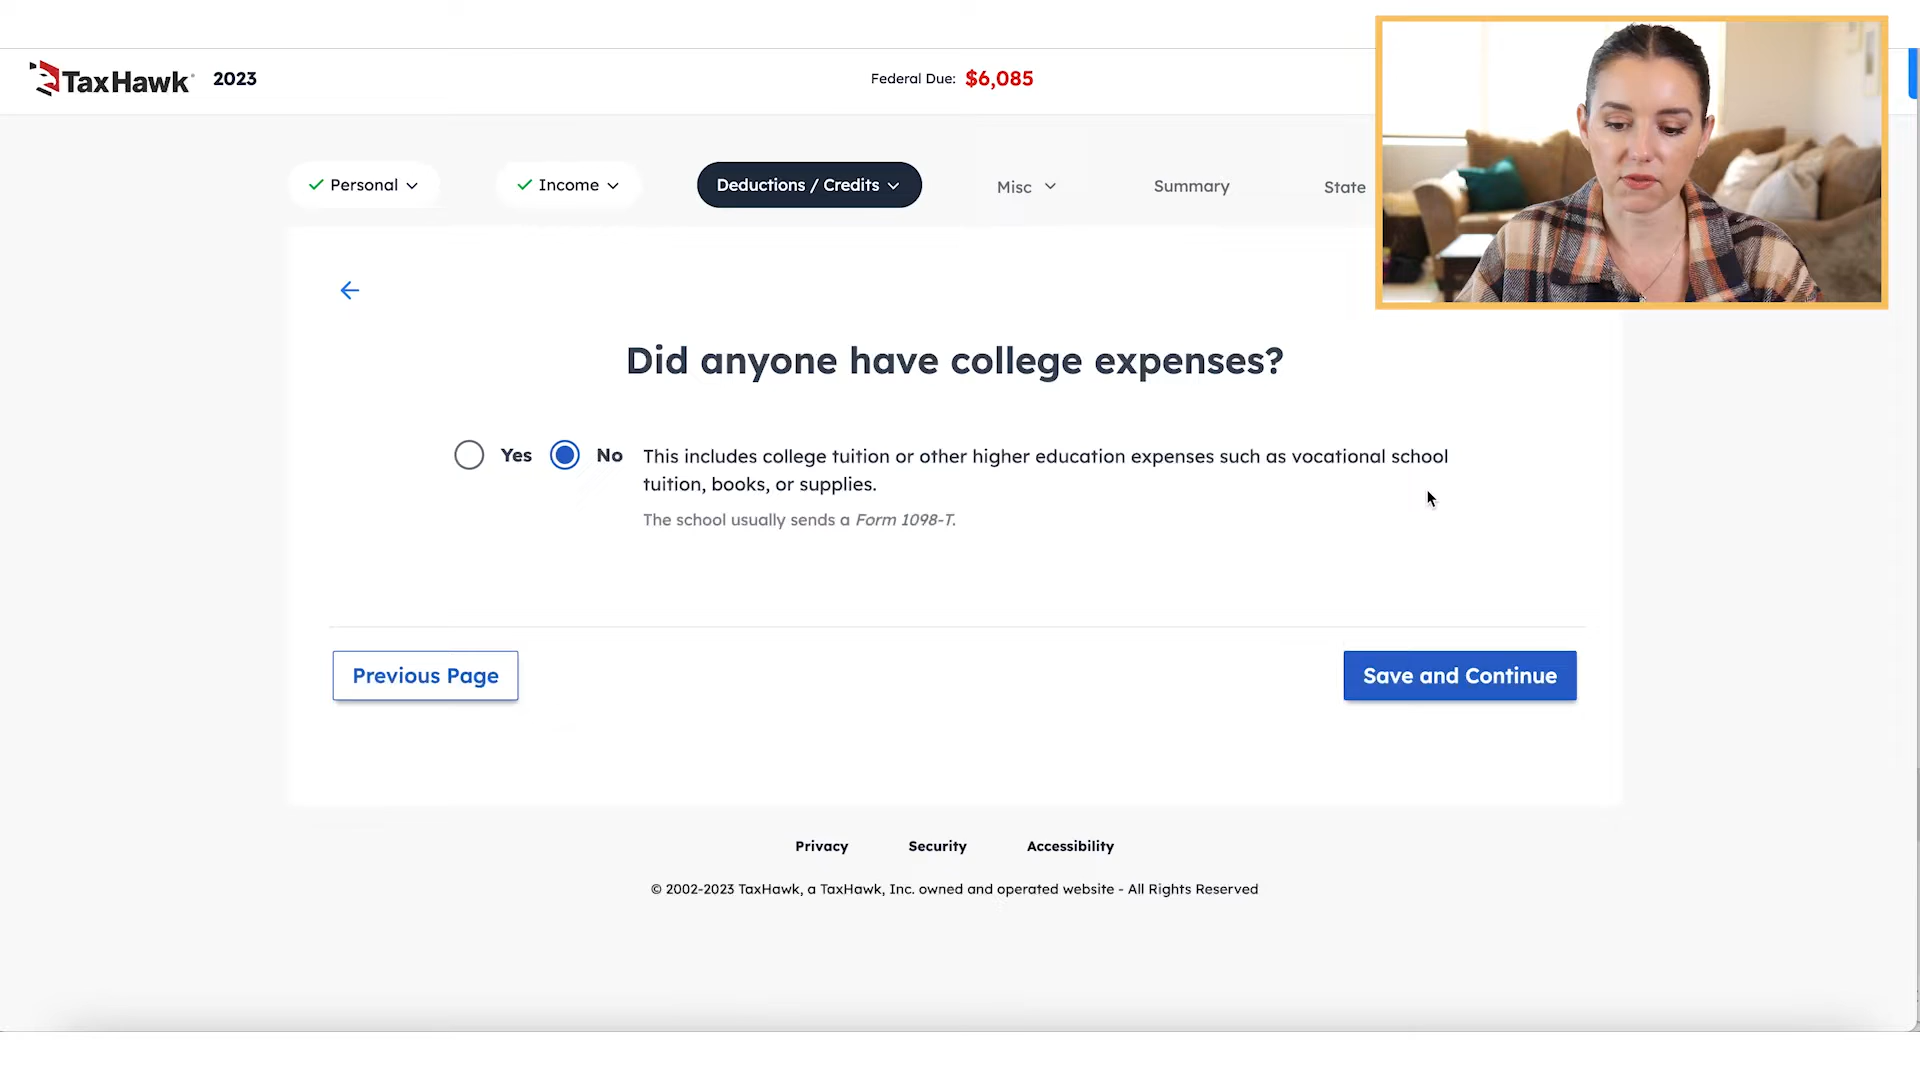 TaxHawk 2023
Federal Due: $6,085
Personal
Income
Deductions / Credits
Misc
Summary
State
Did anyone have college expenses?
Yes
No
This includes college tuition or other higher education expenses such as vocational school
tuition, books, or supplies.
The school usually sends a Form 1098-T.
Previous Page
Save and Continue
Privacy
Security
Accessibility
© 2002-2023 TaxHawk, a TaxHawk, Inc. owned and operated website - All Rights Reserved